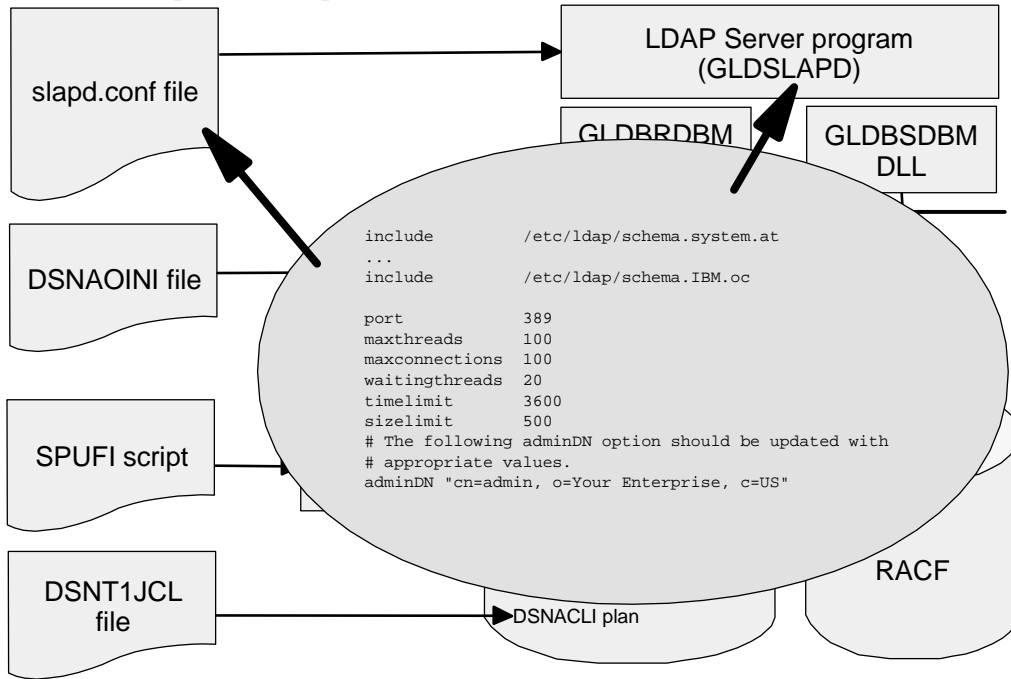 LDAP Server program
(GLDSLAPD)
slapd.conf file
GLDBRDBM
GLDBSDBM
DLL
include /etc/ldap/schema.system.at
...
include /etc/ldap/schema.IBM.oc
port 389
maxthreads 100
maxconnections 100
waitingthreads 20
timelimit 3600
sizelimit 500
# The following adminDN option should be updated with
# appropriate values.
adminDN "cn=admin, o=Your Enterprise, c=US"
DSNAOINI file
SPUFI script
DSNT1JCL
file
DSNACLI plan
RACF